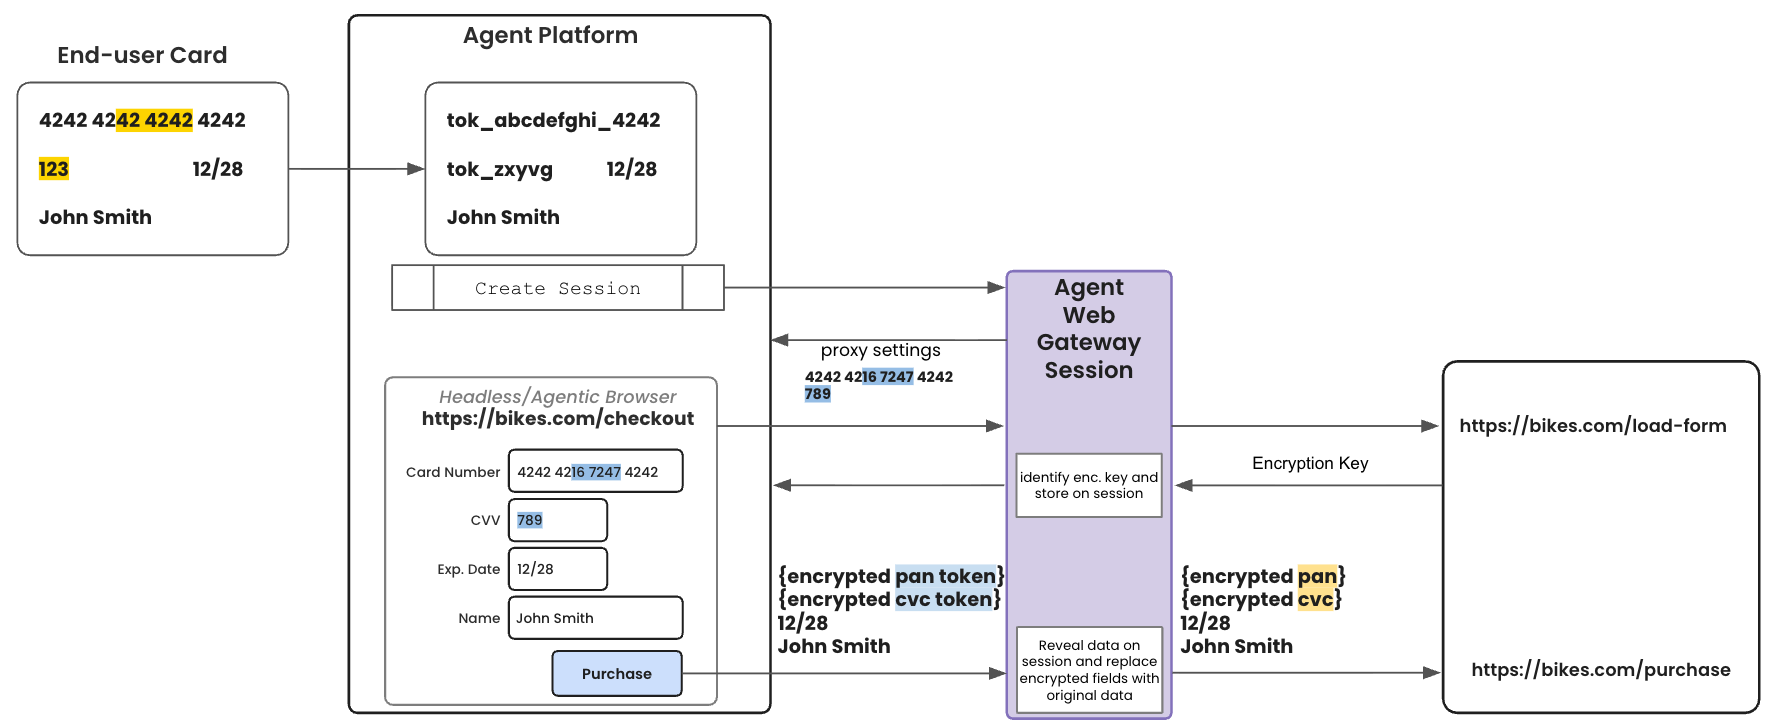 End-user Card
4242 4242 4242 4242
123 12/28
John Smith
Agent Platform
tok_abcdefghi_4242
tok_zxyvg 12/28
John Smith
Create Session
proxy settings
4242 4216 7247 4242
789
Agent
Web
Gateway
Session
Headless/Agentic Browser
https://bikes.com/checkout
Card Number 4242 4216 7247 4242
CVV 789
Exp. Date 12/28
Name John Smith
Purchase
https://bikes.com/load-form
Encryption Key
identify enc. key and
store on session
{encrypted pan token}
{encrypted cvc token}
12/28
John Smith
Reveal data on
session and replace
encrypted fields with
original data
{encrypted pan}
{encrypted cvc}
12/28
John Smith
https://bikes.com/purchase